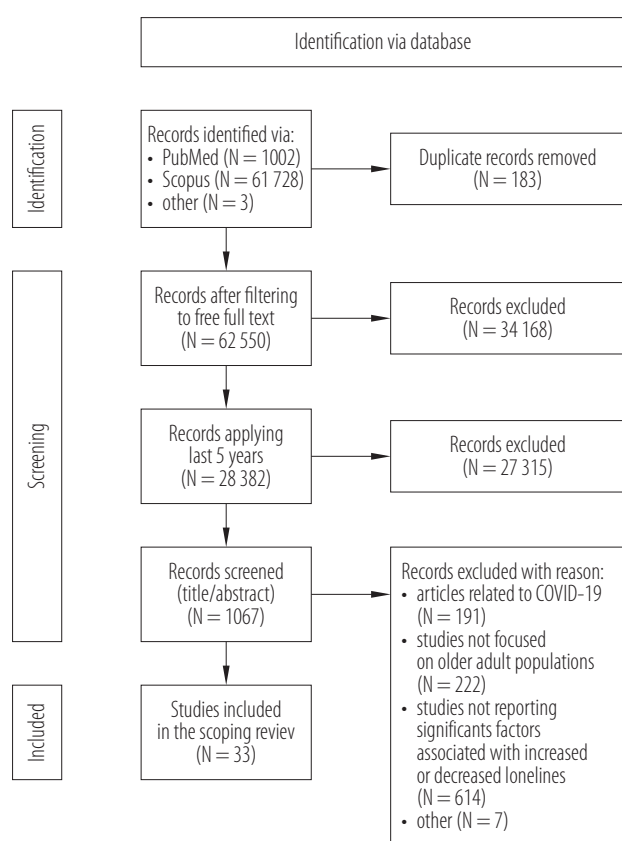 Identification via database
Identification
Records identified via:
• PubMed (N = 1002)
• Scopus (N = 61 728)
• other (N = 3)
Duplicate records removed
(N = 183)
Screening
Records after filtering
to free full text
(N = 62 550)
Records excluded
(N = 34 168)
Records applying
last 5 years
(N = 28 382)
Records excluded
(N = 27 315)
Records screened
(title/abstract)
(N = 1067)
Records excluded with reason:
• articles related to COVID-19
(N = 191)
• studies not focused
on older adult populations
(N = 222)
• studies not reporting
significants factors
associated with increased
or decreased lonelines
(N = 614)
• other (N = 7)
Included
Studies included
in the scoping reviev
(N = 33)